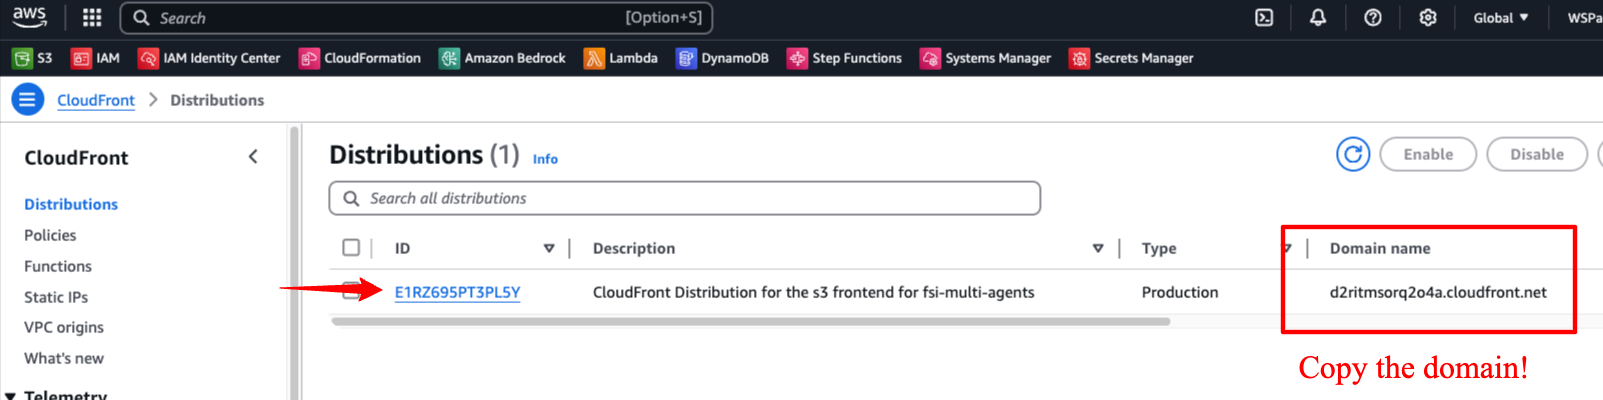 aws Search [Option+S] Global ▼ WSPa
S3 IAM IAM Identity Center CloudFormation Amazon Bedrock Lambda DynamoDB Step Functions Systems Manager Secrets Manager
CloudFront > Distributions
CloudFront
Distributions
Policies
Functions
Static IPs
VPC origins
What's new
Telemetry
Distributions (1) Info
Enable Disable
Search all distributions
ID Description Type Domain name
E1RZ695PT3PL5Y CloudFront Distribution for the s3 frontend for fsi-multi-agents Production d2ritmsorq2o4a.cloudfront.net
Copy the domain!